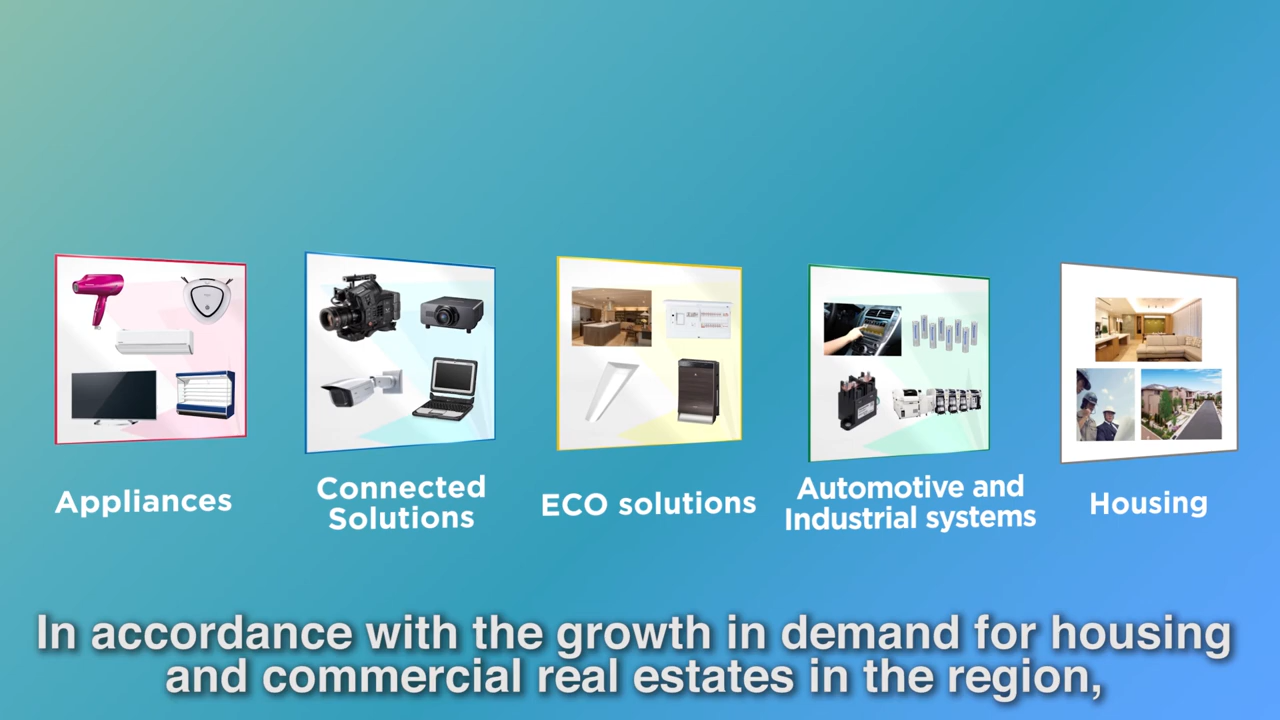 Appliances
Connected
Solutions
ECO solutions
Automotive and
Industrial systems
Housing
In accordance with the growth in demand for housing
and commercial real estates in the region,